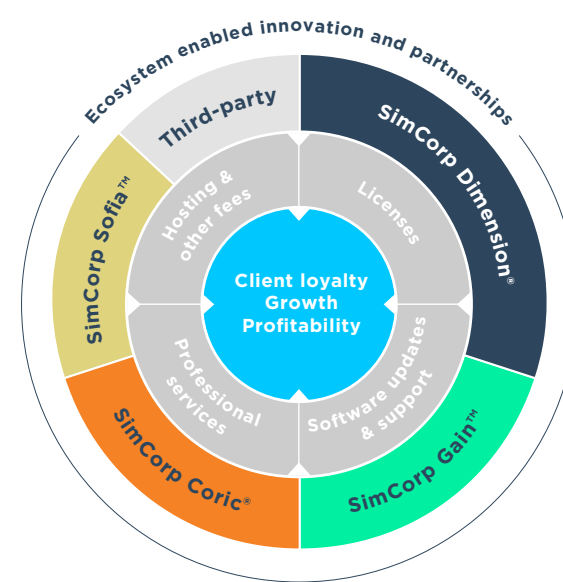 Ecosystem enabled innovation and partnerships
Third-party
SimCorp Dimension®
SimCorp Sofia™
SimCorp Coric®
SimCorp Gain™
Hosting &
other fees
Licenses
Professional
services
Software updates
& support
Client loyalty
Growth
Profitability